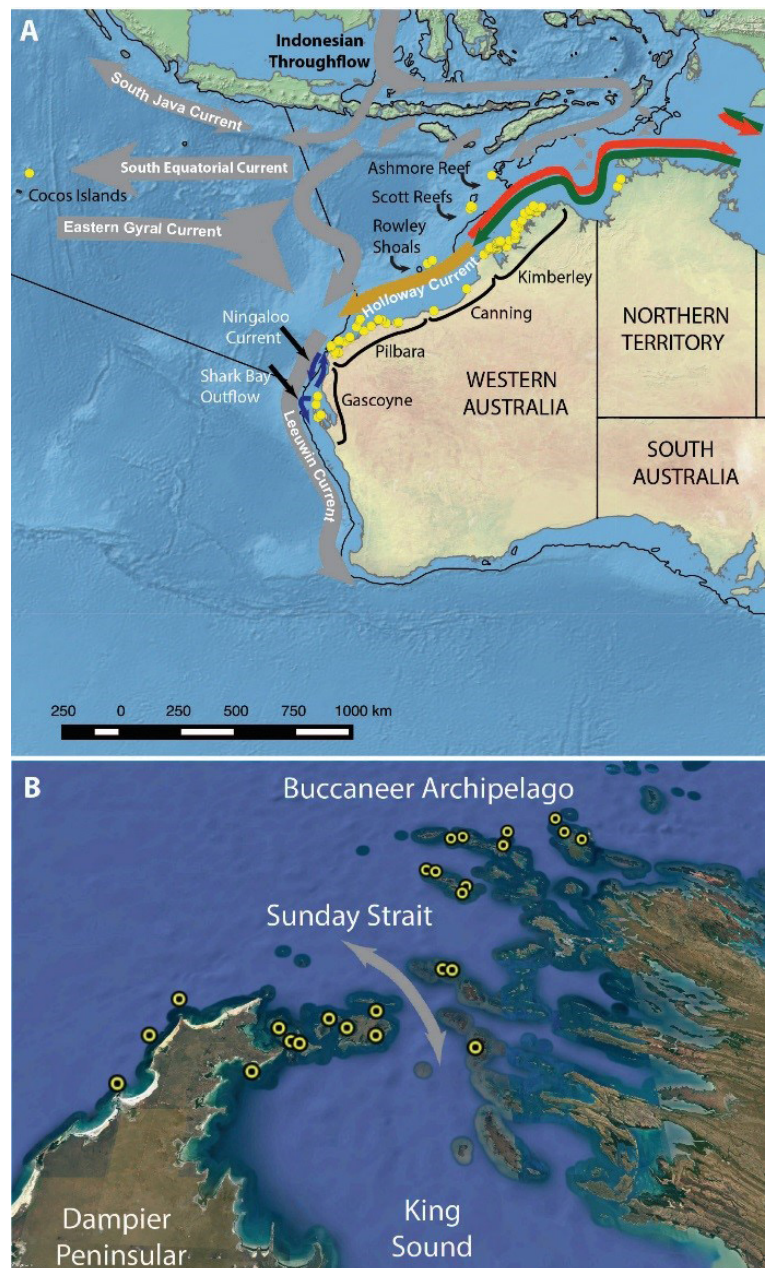 A
Indonesian
Throughflow
South Java Current
South Equatorial Current
Cocos Islands
Eastern Gyral Current
Ashmore Reef
Scott Reefs
Rowley
Shoals
Holloway Current
Kimberley
Canning
Pilbara
Gascoyne
Ningaloo
Current
Shark Bay
Outflow
Leeuwin Current
NORTHERN
TERRITORY
WESTERN
AUSTRALIA
SOUTH
AUSTRALIA
250 0 250 500 750 1000 km
B
Buccaneer Archipelago
Sunday Strait
Dampier
Peninsular
King
Sound